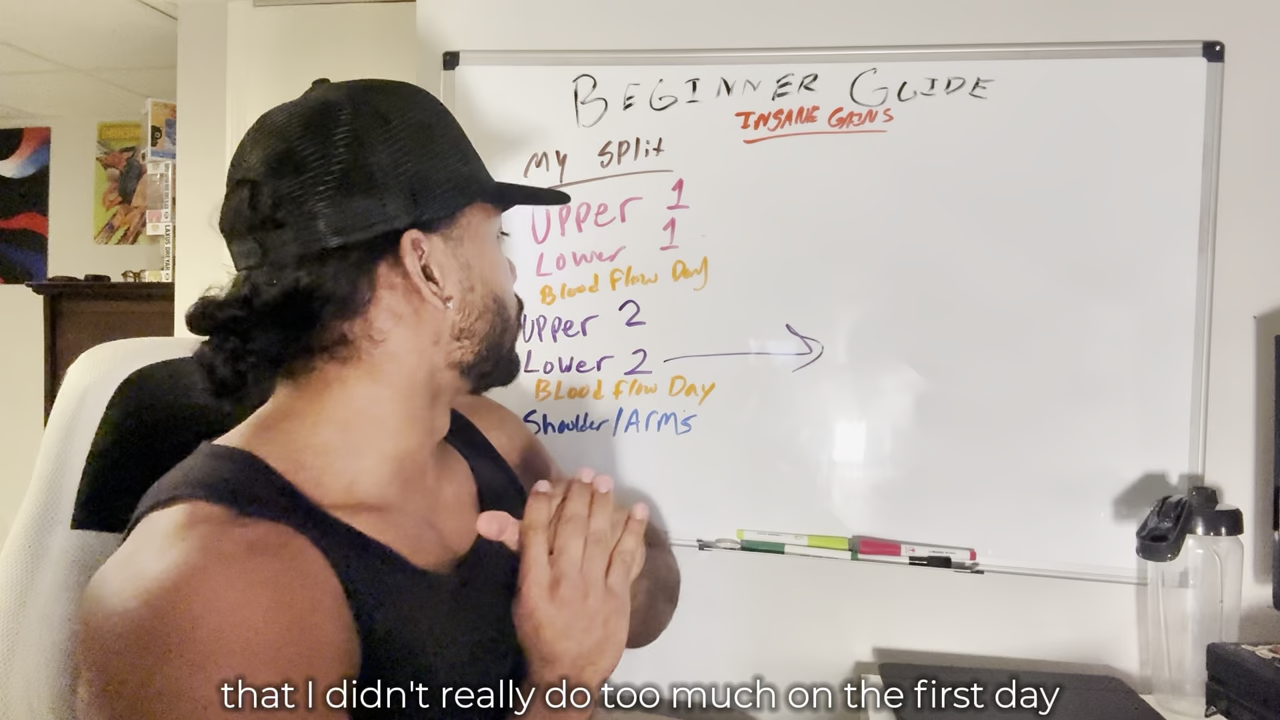 BEGINNER GUIDE
INSANE GAINS
My Split
Upper 1
Lower 1
Blood Flow Day
Upper 2
Lower 2
Blood Flow Day
Shoulder/Arms
that I didn't really do too much on the first day